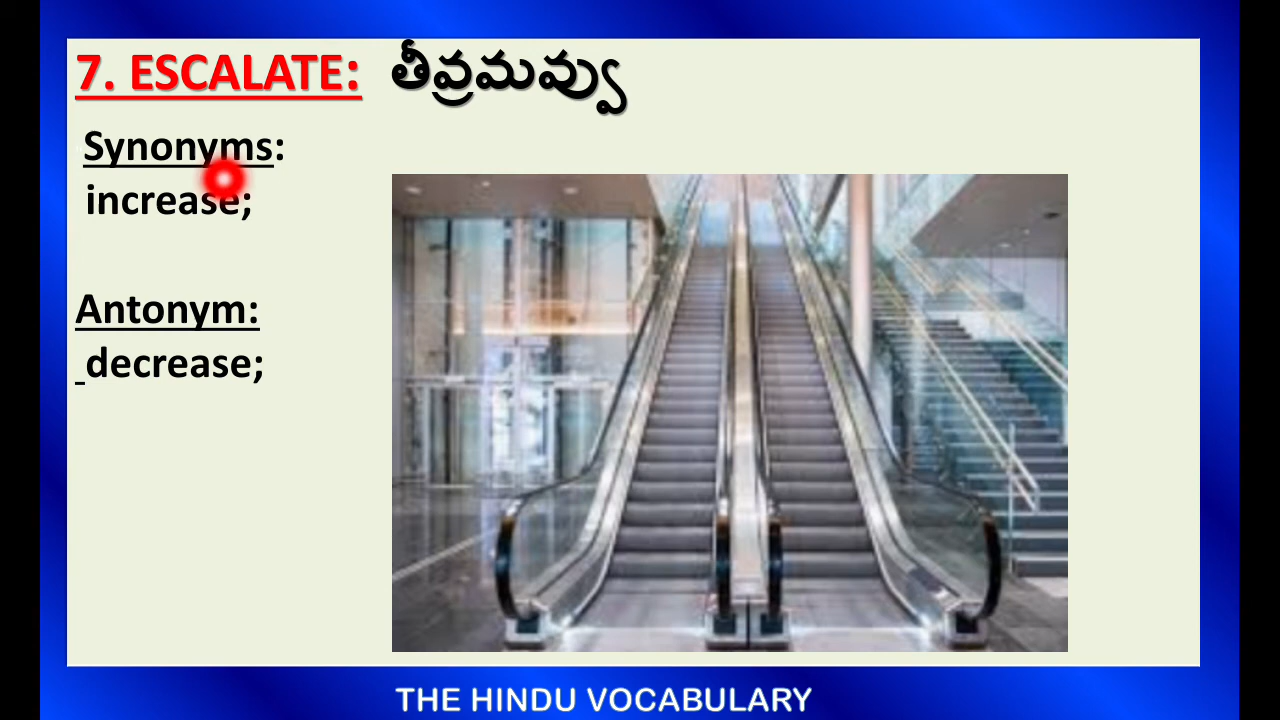 7. ESCALATE: తీవ్రమవ్వు
Synonyms:
increase;
Antonym:
decrease;
THE HINDU VOCABULARY